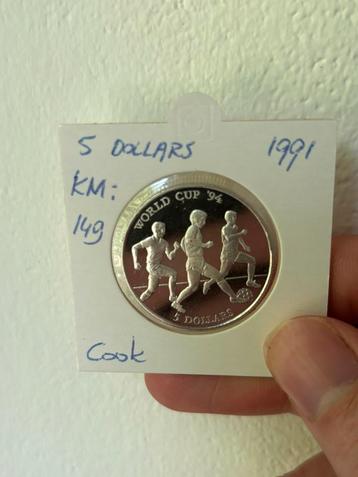 5 DOLLARS 1991
KM:
149
WORLD CUP '94
5 DOLLARS
Cook